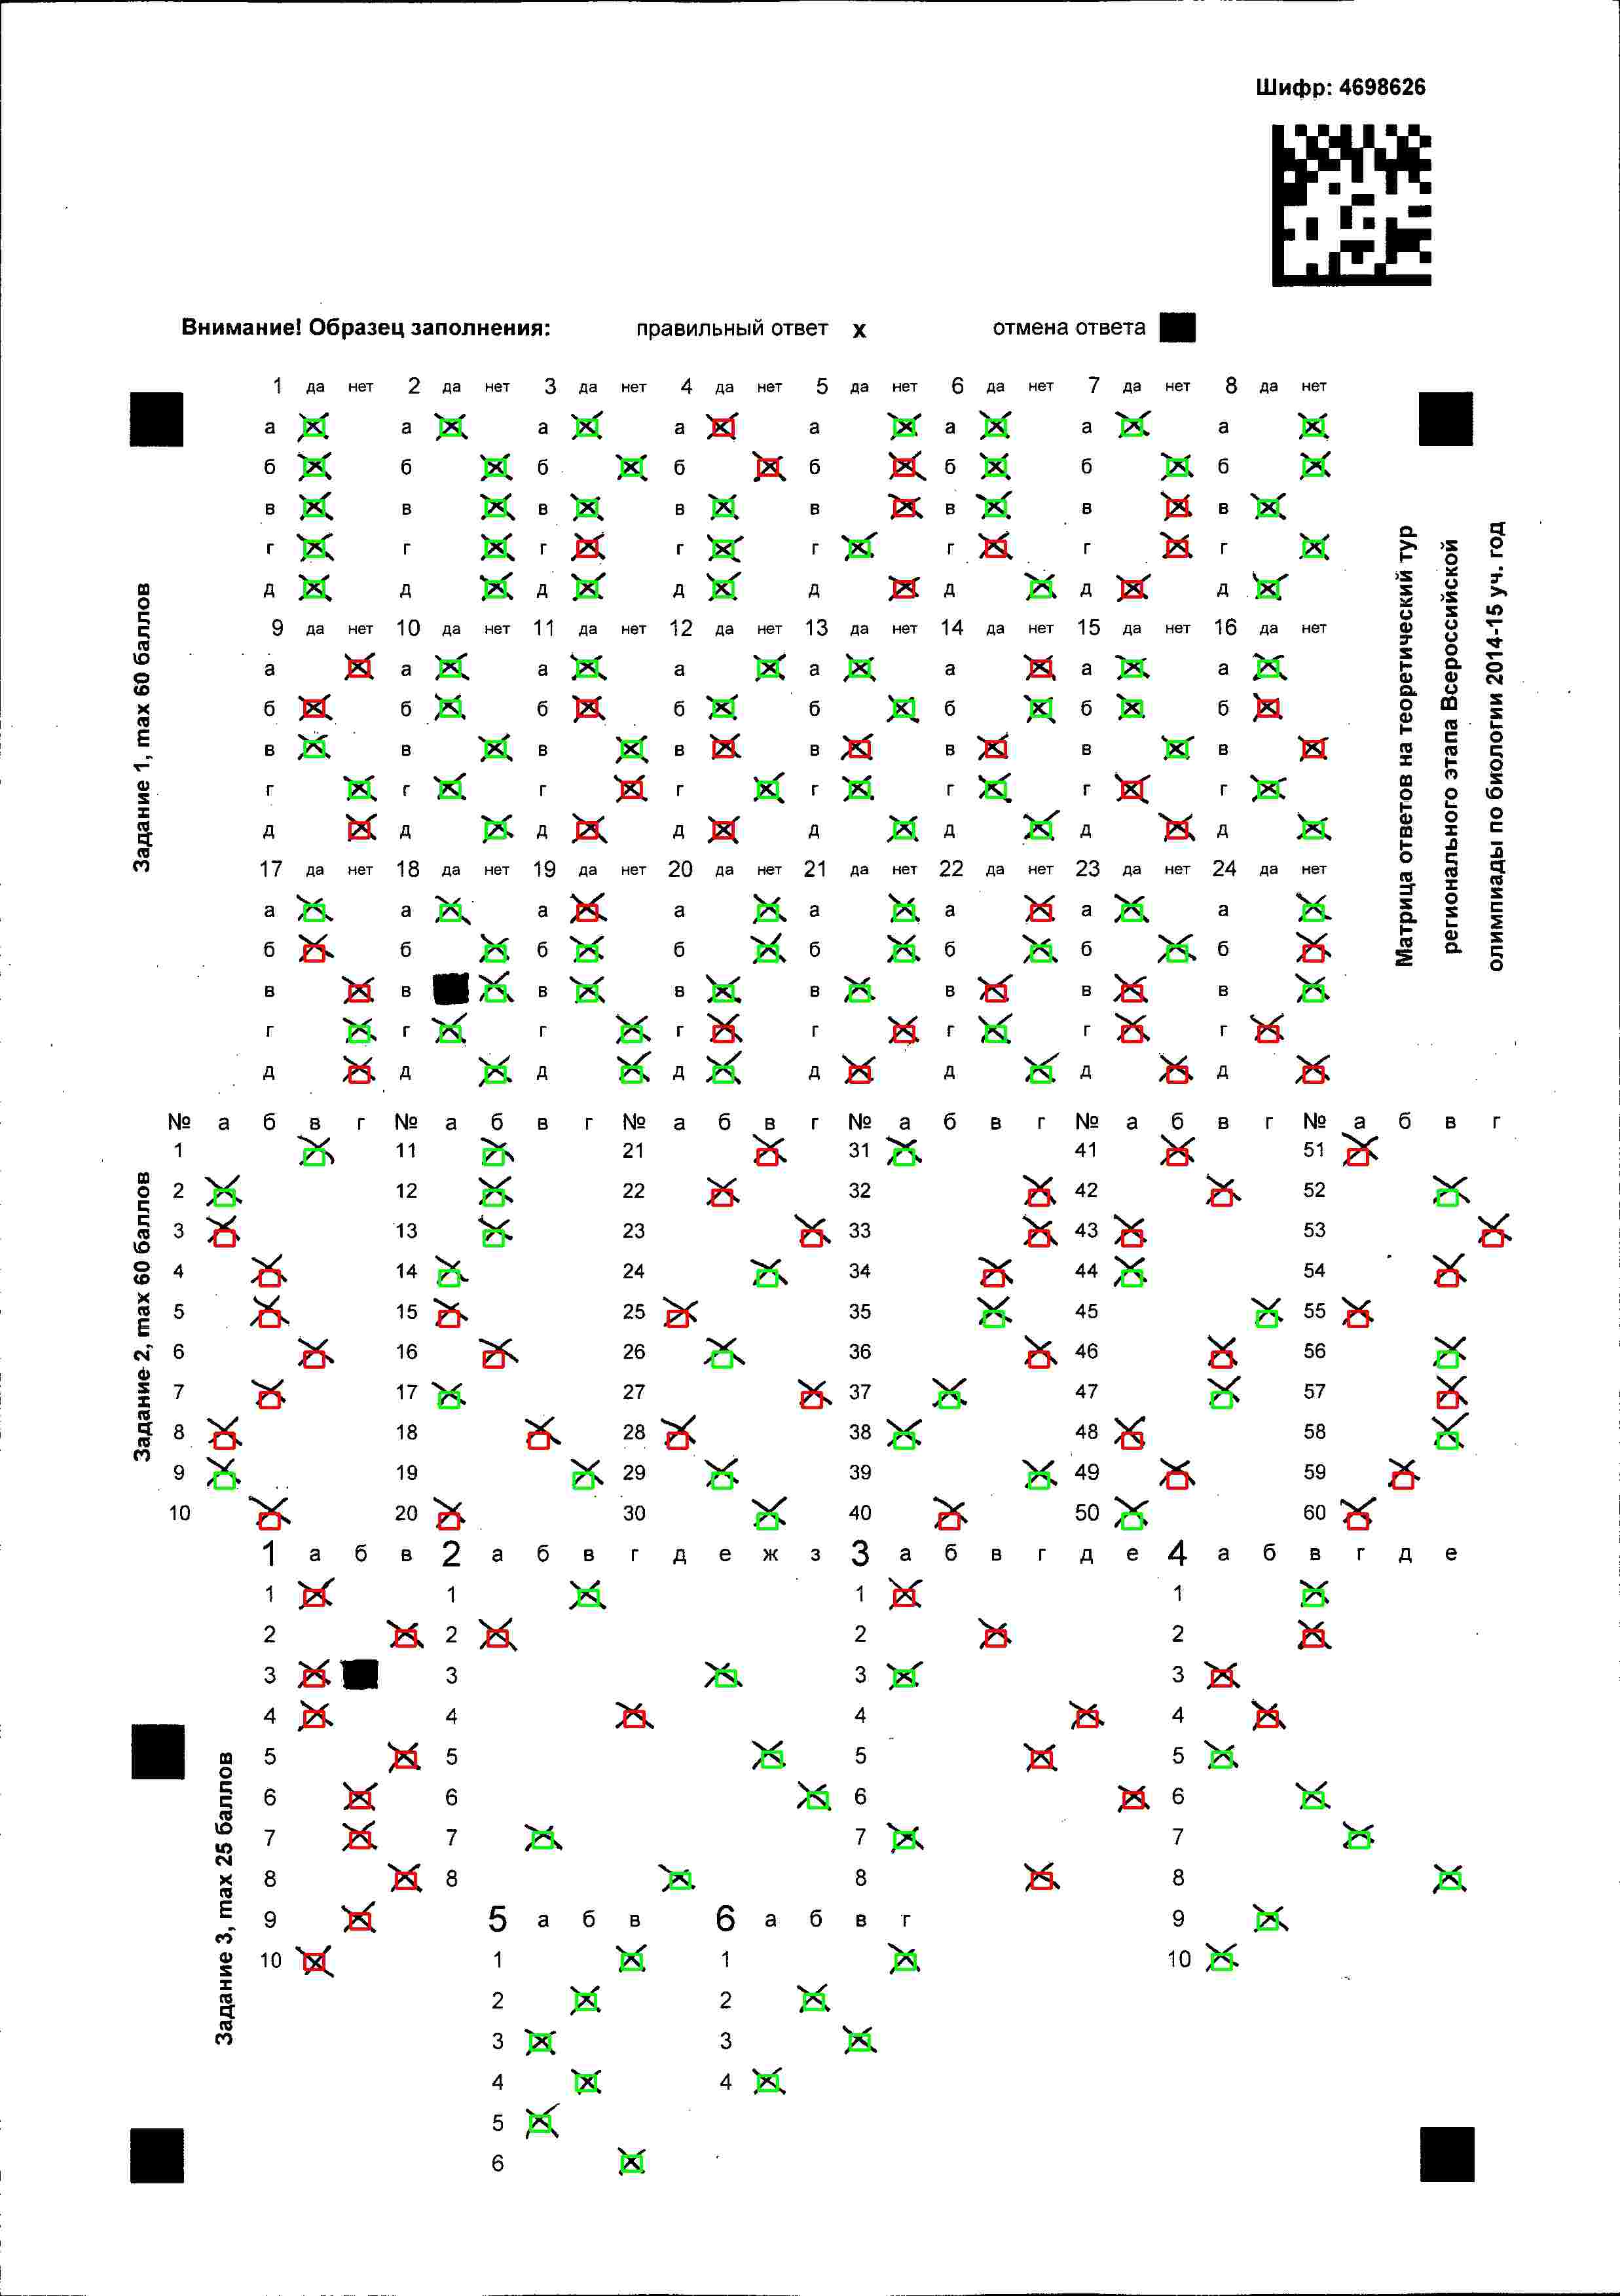 Шифр: 4698626
Внимание! Образец заполнения: правильный ответ x отмена ответа
Задание 1, max 60 баллов
1 да нет 2 да нет 3 да нет 4 да нет 5 да нет 6 да нет 7 да нет 8 да нет
а а а а а а а а
б б б б б б б б
в в в в в в в в
г г г г г г г г
д д д д д д д д
9 да нет 10 да нет 11 да нет 12 да нет 13 да нет 14 да нет 15 да нет 16 да нет
а а а а а а а а
б б б б б б б б
в в в в в в в в
г г г г г г г г
д д д д д д д д
17 да нет 18 да нет 19 да нет 20 да нет 21 да нет 22 да нет 23 да нет 24 да нет
а а а а а а а а
б б б б б б б б
в в в в в в в в
г г г г г г г г
д д д д д д д д
Матрица ответов на теоретический тур
регионального этапа Всероссийской
олимпиады по биологии 2014-15 уч. год
Задание 2, max 60 баллов
№ а б в г № а б в г № а б в г № а б в г № а б в г № а б в г
1 11 21 31 41 51
2 12 22 32 42 52
3 13 23 33 43 53
4 14 24 34 44 54
5 15 25 35 45 55
6 16 26 36 46 56
7 17 27 37 47 57
8 18 28 38 48 58
9 19 29 39 49 59
10 20 30 40 50 60
Задание 3, max 25 баллов
1 а б в 2 а б в г д е ж з 3 а б в г д е 4 а б в г д е
1 1 1 1
2 2 2 2
3 3 3 3
4 4 4 4
5 5 5 5
6 6 6 6
7 7 7 7
8 8 8 8
9 5 а б в 6 а б в г 9
10 1 1 10
2 2
3 3
4 4
5
6